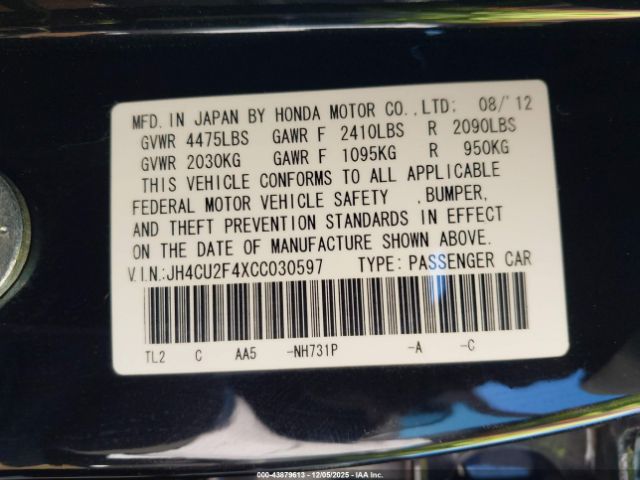 MFD. IN JAPAN BY HONDA MOTOR CO.,LTD: 08/'12
GVWR 4475LBS GAWR F 2410LBS R 2090LBS
GVWR 2030KG GAWR F 1095KG R 950KG
THIS VEHICLE CONFORMS TO ALL APPLICABLE
FEDERAL MOTOR VEHICLE SAFETY ,BUMPER,
AND THEFT PREVENTION STANDARDS IN EFFECT
ON THE DATE OF MANUFACTURE SHOWN ABOVE.
V.I.N.:JH4CU2F4XCC030597 TYPE: PASSENGER CAR
TL2 C AA5 -NH731P -A -C
000-43879613 - 12/05/2025 - IAA Inc.